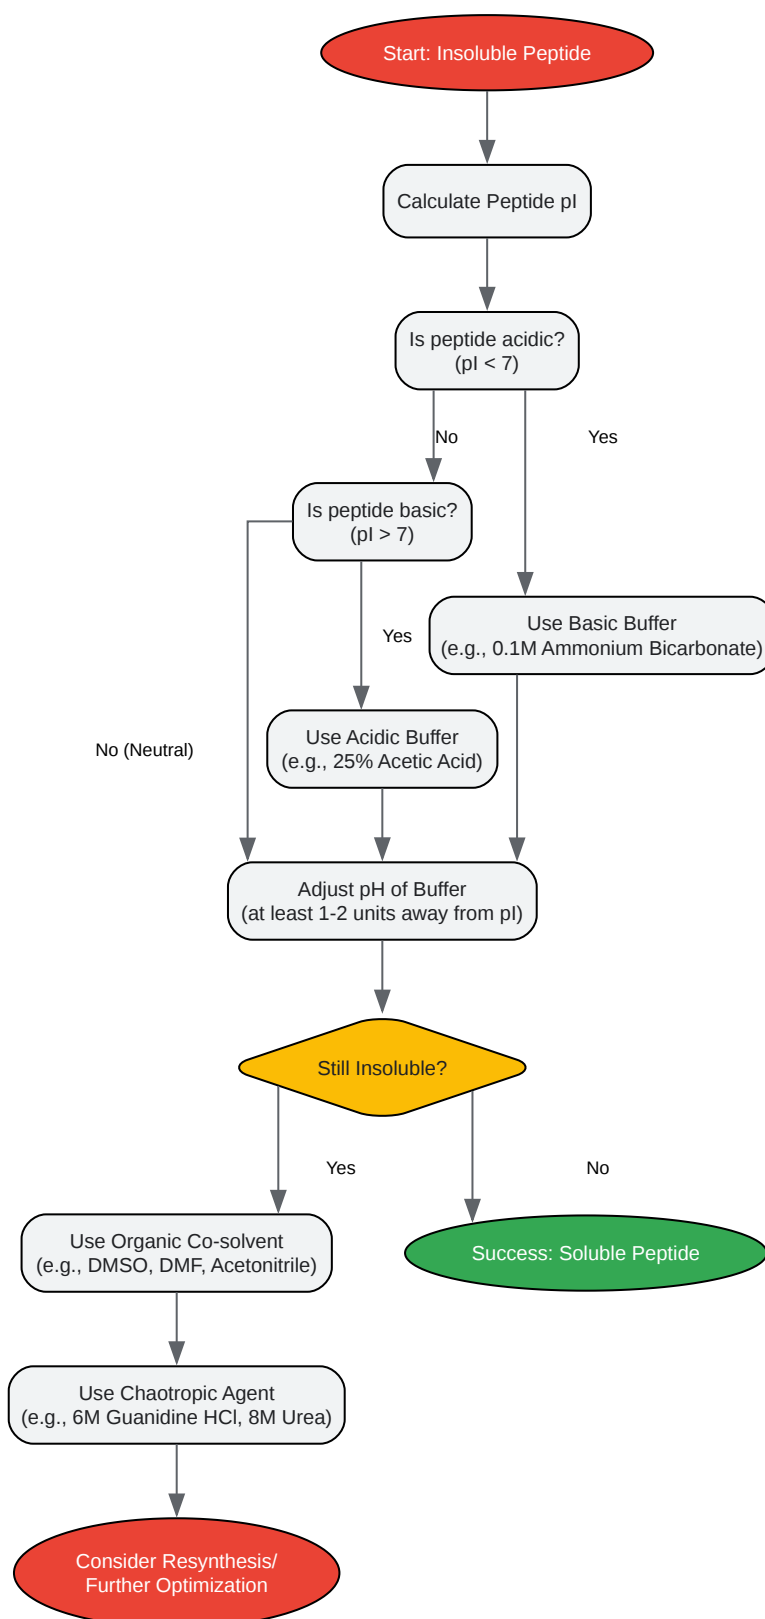 Start: Insoluble Peptide
Calculate Peptide pI
Is peptide acidic?
(pI < 7)
No
Yes
Is peptide basic?
(pI > 7)
Use Basic Buffer
(e.g., 0.1M Ammonium Bicarbonate)
Yes
Use Acidic Buffer
(e.g., 25% Acetic Acid)
No (Neutral)
Adjust pH of Buffer
(at least 1-2 units away from pI)
Still Insoluble?
Yes
No
Use Organic Co-solvent
(e.g., DMSO, DMF, Acetonitrile)
Success: Soluble Peptide
Use Chaotropic Agent
(e.g., 6M Guanidine HCl, 8M Urea)
Consider Resynthesis/
Further Optimization